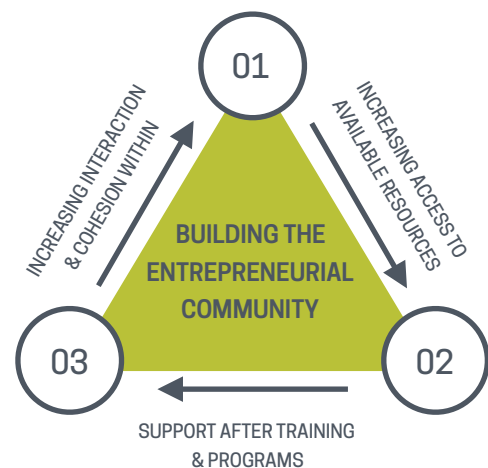 01
INCREASING INTERACTION
& COHESION WITHIN
INCREASING ACCESS TO
AVAILABLE RESOURCES
BUILDING THE
ENTREPRENEURIAL
COMMUNITY
03
02
SUPPORT AFTER TRAINING
& PROGRAMS